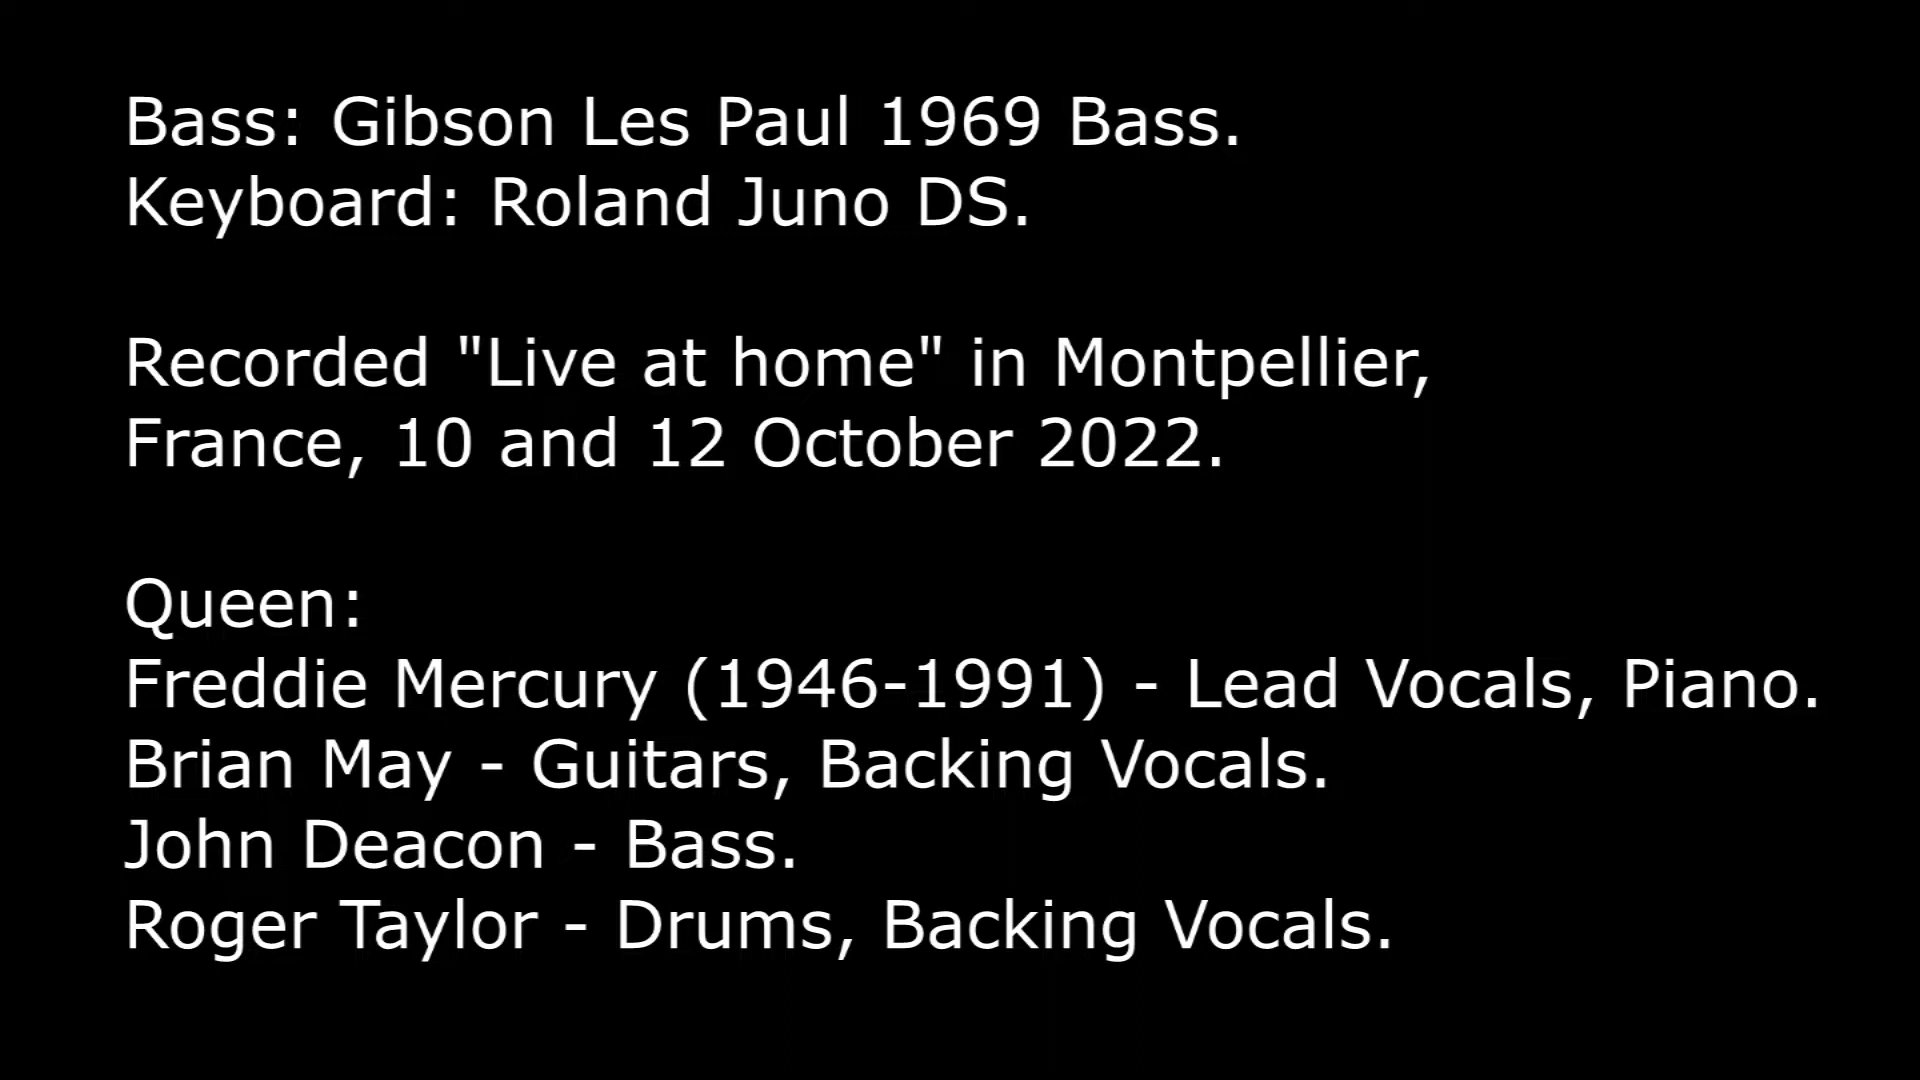 Bass: Gibson Les Paul 1969 Bass.
Keyboard: Roland Juno DS.
Recorded "Live at home" in Montpellier,
France, 10 and 12 October 2022.
Queen:
Freddie Mercury (1946-1991) - Lead Vocals, Piano.
Brian May - Guitars, Backing Vocals.
John Deacon - Bass.
Roger Taylor - Drums, Backing Vocals.